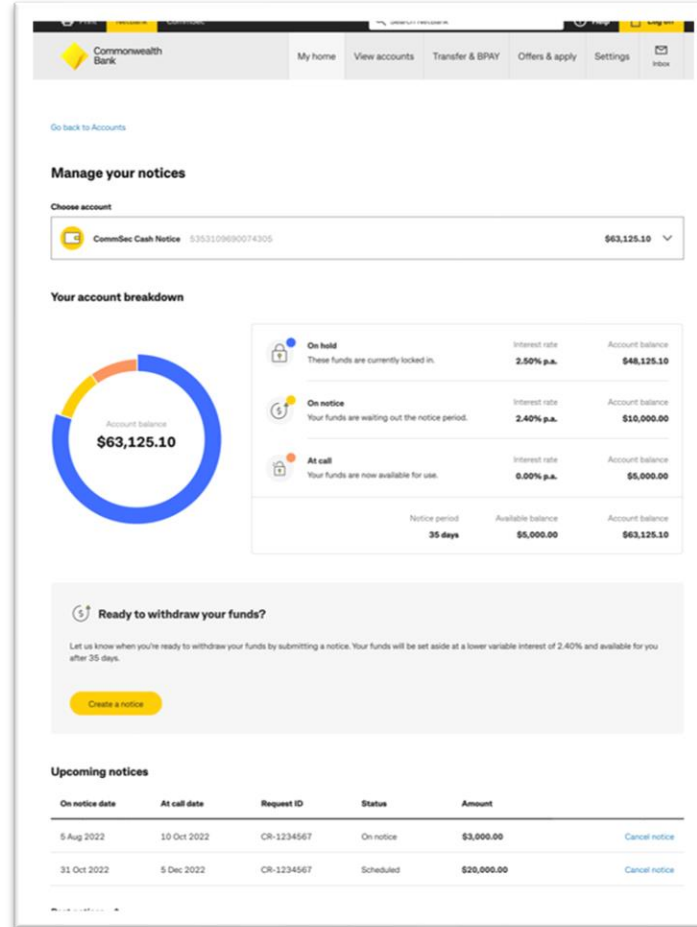 Print NetBank CommSec Search NetBank Help Log off
Commonwealth
Bank
My home View accounts Transfer & BPAY Offers & apply Settings Inbox
Go back to Accounts
Manage your notices
Choose account
CommSec Cash Notice 5353109690074305 $63,125.10
Your account breakdown
Account balance
$63,125.10
On hold Interest rate Account balance
These funds are currently locked in. 2.50% p.a. $48,125.10
On notice Interest rate Account balance
Your funds are waiting out the notice period. 2.40% p.a. $10,000.00
At call Interest rate Account balance
Your funds are now available for use. 0.00% p.a. $5,000.00
Notice period Available balance Account balance
35 days $5,000.00 $63,125.10
Ready to withdraw your funds?
Let us know when you're ready to withdraw your funds by submitting a notice. Your funds will be set aside at a lower variable interest of 2.40% and available for you
after 35 days.
Create a notice
Upcoming notices
On notice date At call date Request ID Status Amount
5 Aug 2022 10 Oct 2022 CR-1234567 On notice $3,000.00 Cancel notice
31 Oct 2022 5 Dec 2022 CR-1234567 Scheduled $20,000.00 Cancel notice